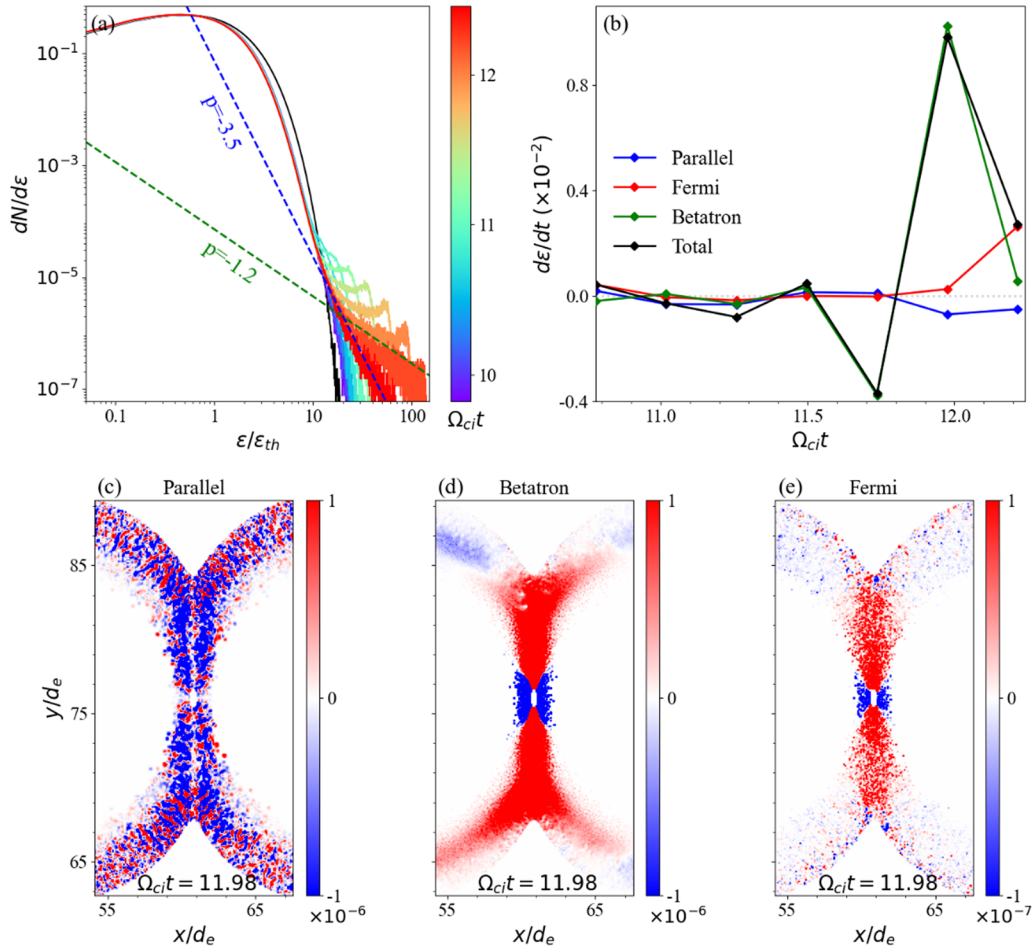 (a)
dN/dε
10⁻¹
10⁻³
10⁻⁵
10⁻⁷
p=-3.5
p=-1.2
0.1
1
10
100
ε/ε_th
12
11
10
Ω_ci t
(b)
dε/dt (×10⁻²)
0.8
0.4
0.0
-0.4
Parallel
Fermi
Betatron
Total
11.0
11.5
12.0
Ω_ci t
(c)
Parallel
y/d_e
85
75
65
Ω_ci t = 11.98
55
65
x/d_e
1
0
-1
×10⁻⁶
(d)
Betatron
Ω_ci t = 11.98
55
65
x/d_e
1
0
-1
×10⁻⁶
(e)
Fermi
Ω_ci t = 11.98
55
65
x/d_e
1
0
-1
×10⁻⁷